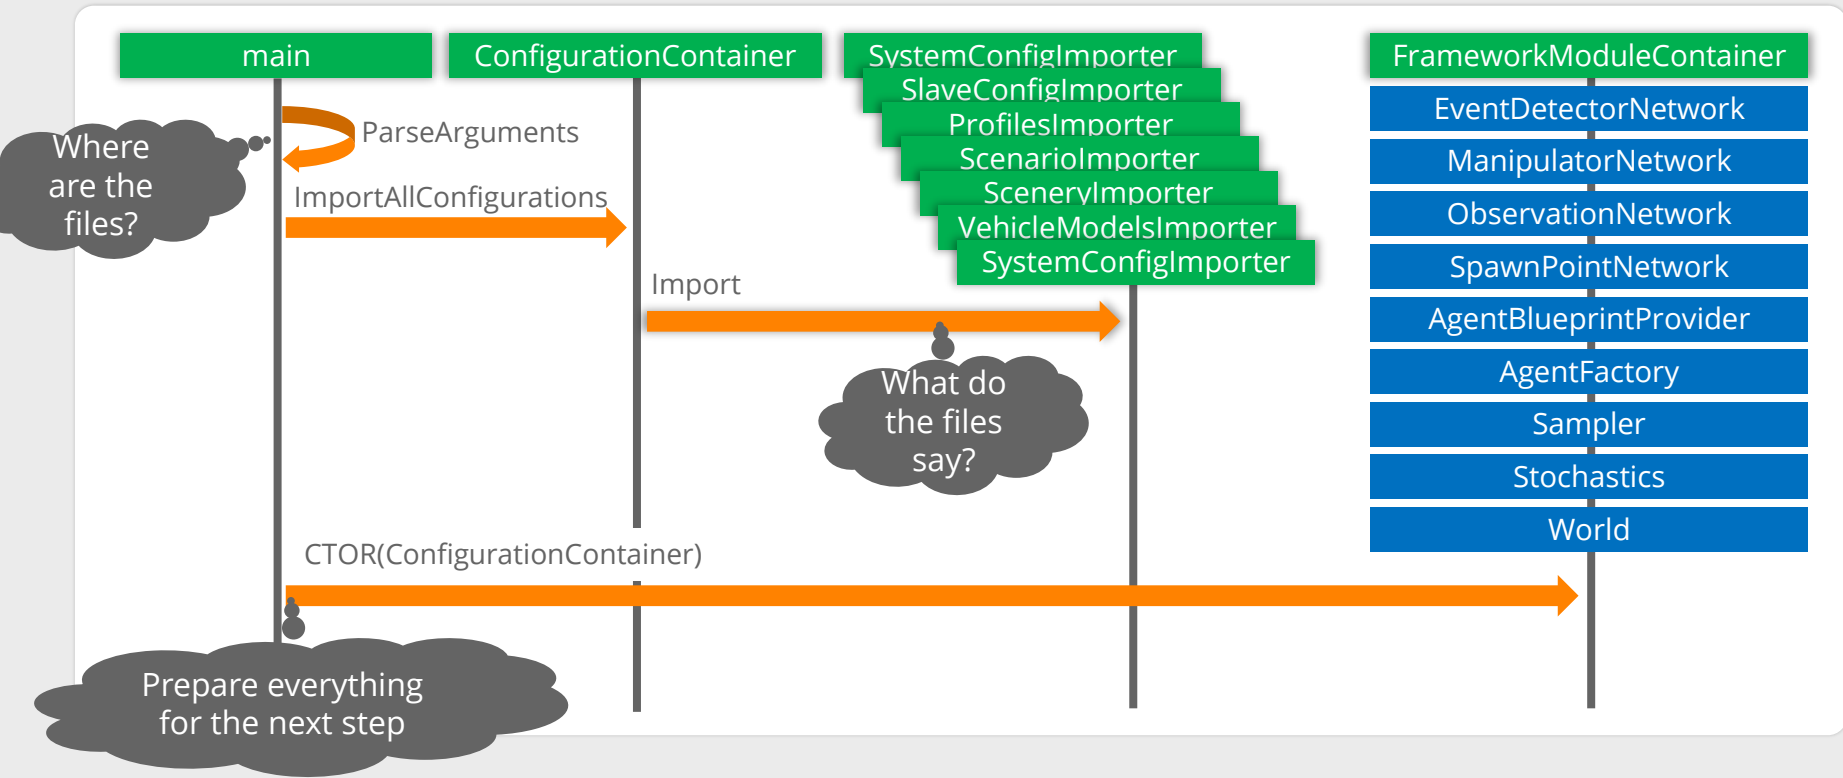 main
ConfigurationContainer
SystemConfigImporter
SlaveConfigImporter
ProfilesImporter
ScenarioImporter
SceneryImporter
VehicleModelsImporter
SystemConfigImporter
FrameworkModuleContainer
EventDetectorNetwork
ManipulatorNetwork
ObservationNetwork
SpawnPointNetwork
AgentBlueprintProvider
AgentFactory
Sampler
Stochastics
World
Where
are the
files?
ParseArguments
ImportAllConfigurations
Import
What do
the files
say?
CTOR(ConfigurationContainer)
Prepare everything
for the next step